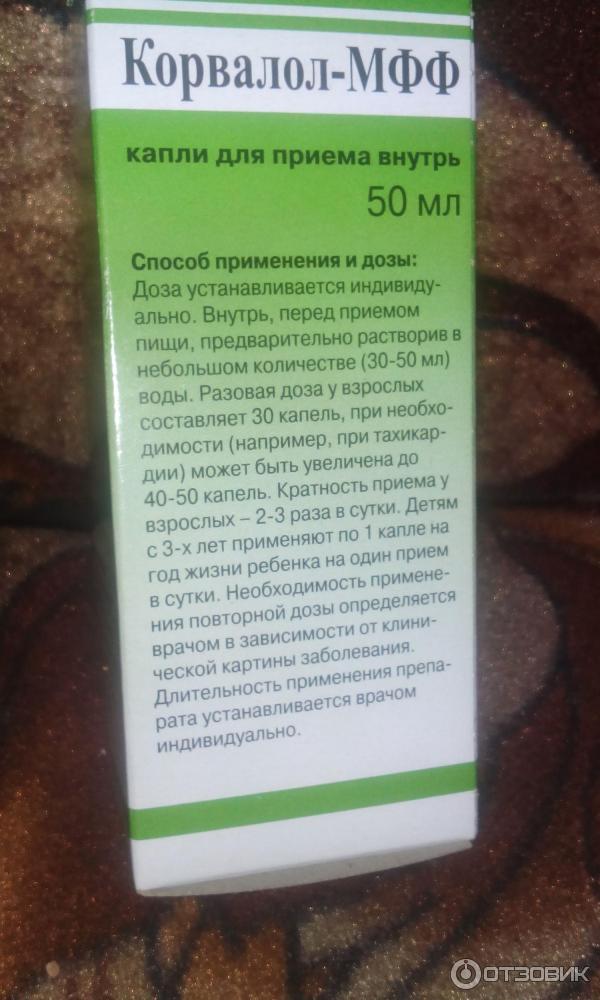 Корвалол-МФФ
капли для приема внутрь
50 мл
Способ применения и дозы:
Доза устанавливается индивиду-
ально. Внутрь, перед приемом
пищи, предварительно растворив в
небольшом количестве (30-50 мл)
воды. Разовая доза у взрослых
составляет 30 капель, при необхо-
димости (например, при тахикар-
дии) может быть увеличена до
40-50 капель. Кратность приема у
взрослых – 2-3 раза в сутки. Детям
с 3-х лет применяют по 1 капле на
год жизни ребенка на один прием
в сутки. Необходимость примене-
ния повторной дозы определяется
врачом в зависимости от клини-
ческой картины заболевания.
Длительность применения препа-
рата устанавливается врачом
индивидуально.
ОТЗОВИК